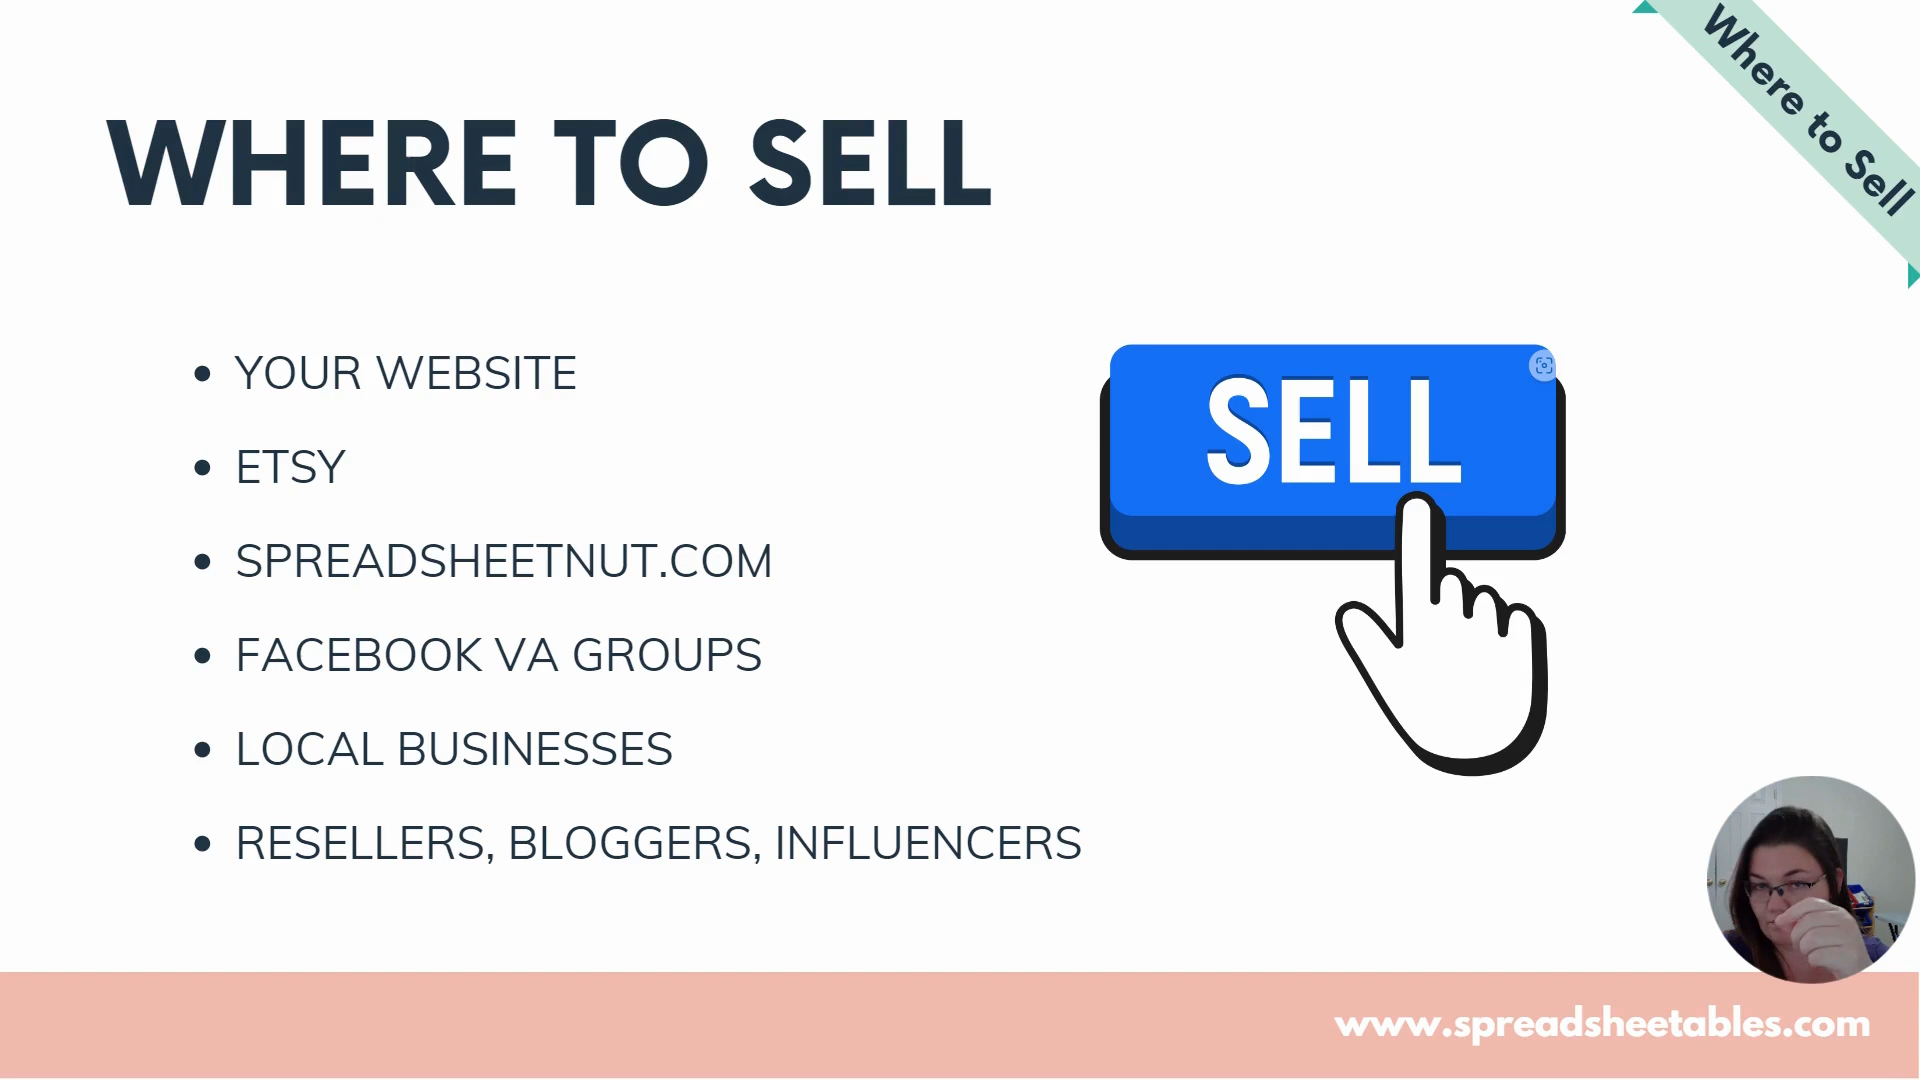 Where to Sell
WHERE TO SELL
YOUR WEBSITE
ETSY
SPREADSHEETNUT.COM
FACEBOOK VA GROUPS
LOCAL BUSINESSES
RESELLERS, BLOGGERS, INFLUENCERS
SELL
www.spreadsheetables.com